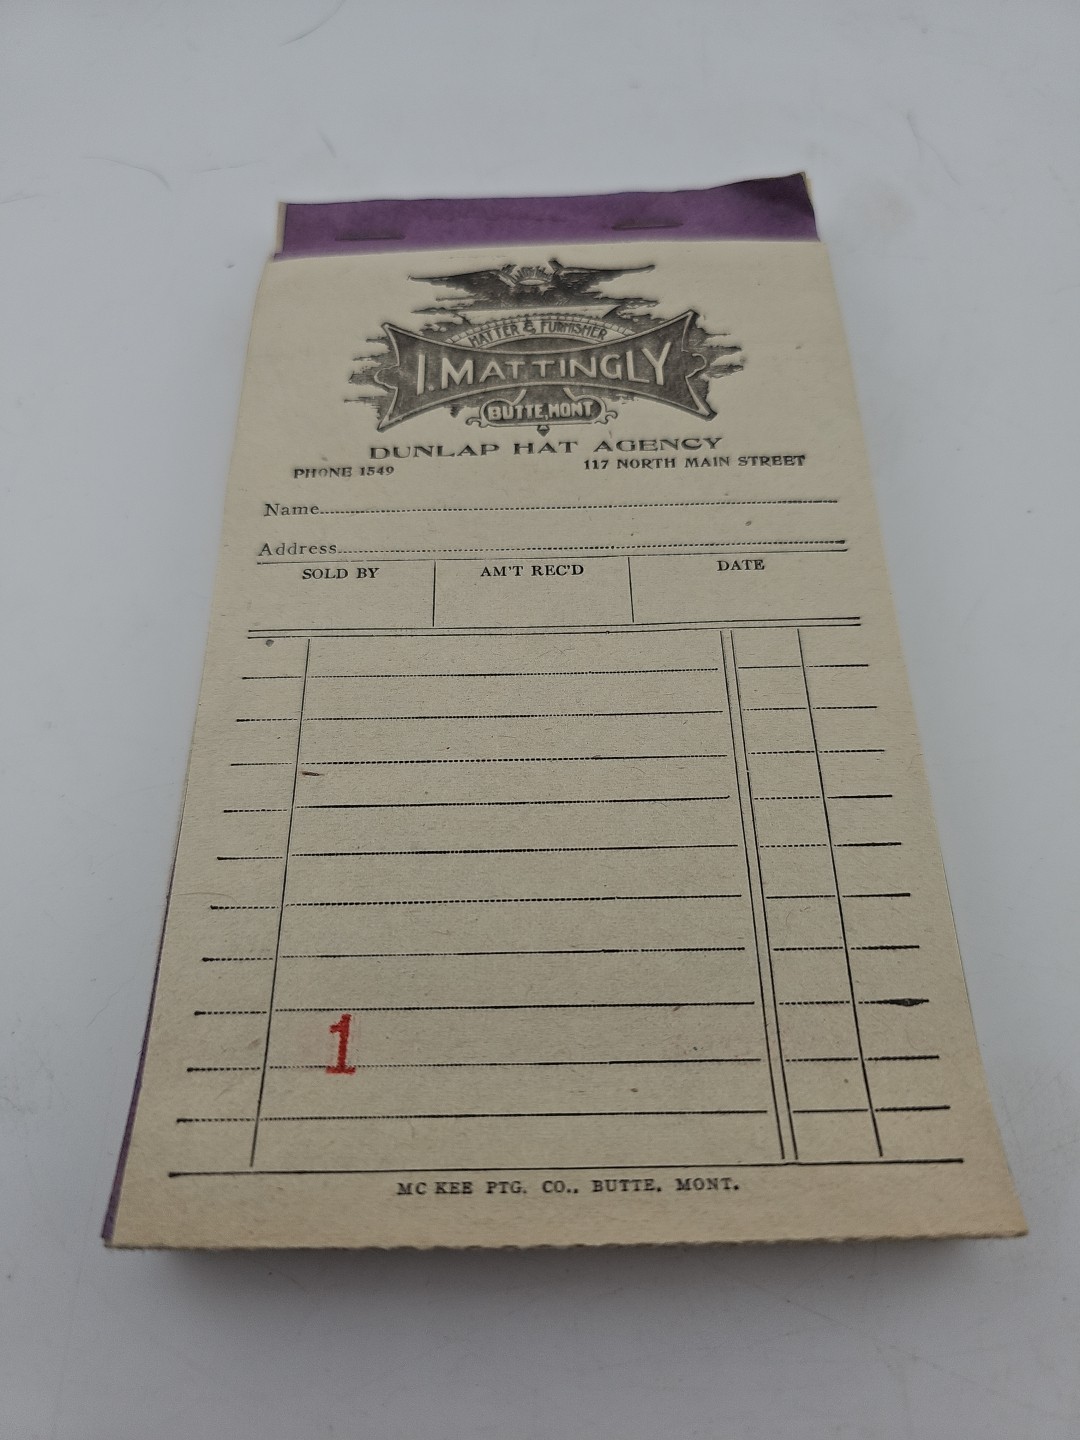 HATTER & FURNISHER
I. MATTINGLY
BUTTE, MONT
DUNLAP HAT AGENCY
PHONE 1549 117 NORTH MAIN STREET
Name
Address
SOLD BY AM'T REC'D DATE
1
MC KEE PTG. CO., BUTTE, MONT.